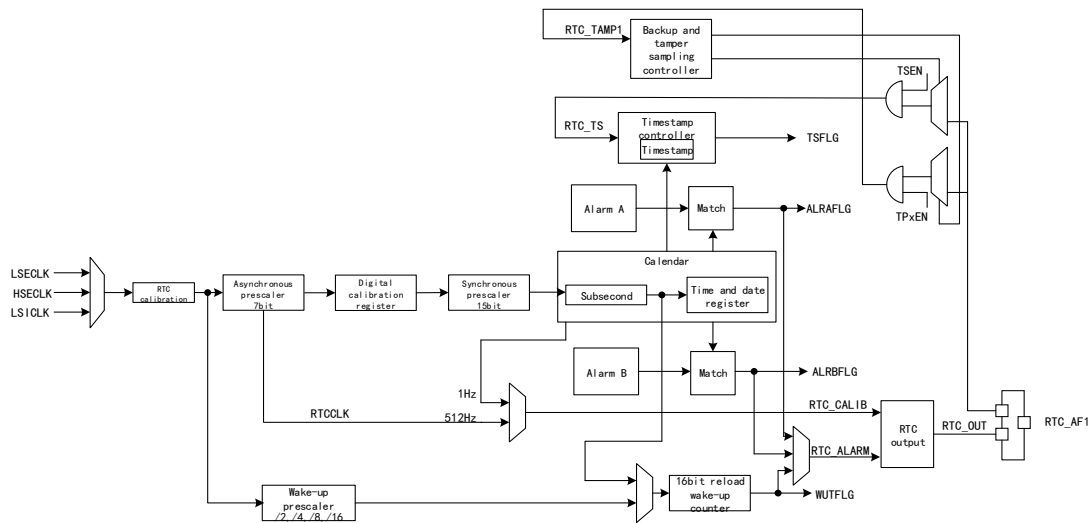 RTC_TAMP1
Backup and
tamper
sampling
controller
TSEN
RTC_TS
Timestamp
controller
Timestamp
TSFLG
TPxEN
Alarm A
Match
ALRAFLG
Calendar
LSECLK
HSECLK
LSICLK
RTC
calibration
Asynchronous
prescaler
7bit
Digital
calibration
register
Synchronous
prescaler
15bit
Subsecond
Time and date
register
Alarm B
Match
ALRBFLG
1Hz
RTCCLK
512Hz
RTC_CALIB
RTC
output
RTC_OUT
RTC_AF1
RTC_ALARM
Wake-up
prescaler
/2,/4,/8,/16
16bit reload
wake-up
counter
WUTFLG